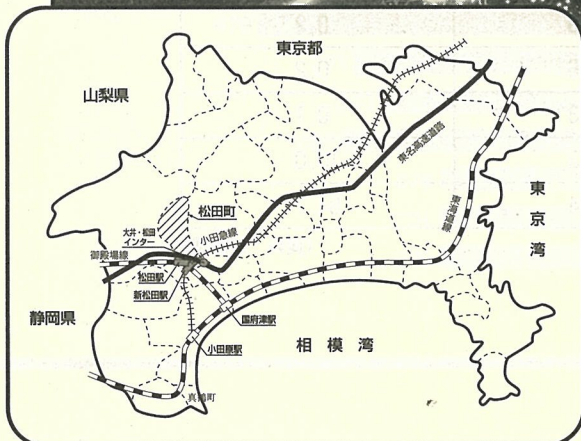 東京都
山梨県
東名高速道路
松田町
東海道線
東京湾
大井・松田
インター
小田急線
御殿場線
松田駅
新松田駅
静岡県
国府津駅
小田原駅
相模湾
真鶴町